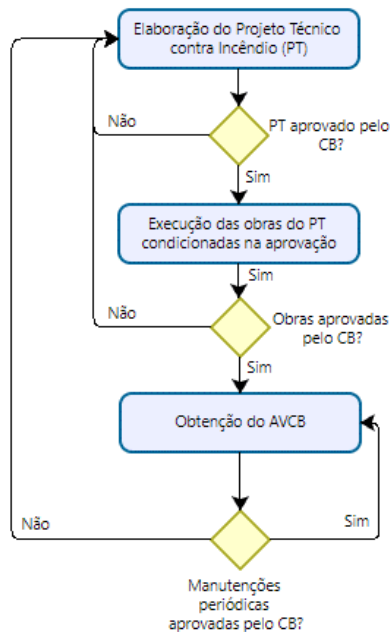 Elaboração do Projeto Técnico
contra Incêndio (PT)
Não
PT aprovado pelo
CB?
Sim
Execução das obras do PT
condicionadas na aprovação
Sim
Não
Obras aprovadas
pelo CB?
Sim
Obtenção do AVCB
Não
Sim
Manutenções
periódicas
aprovadas pelo CB?